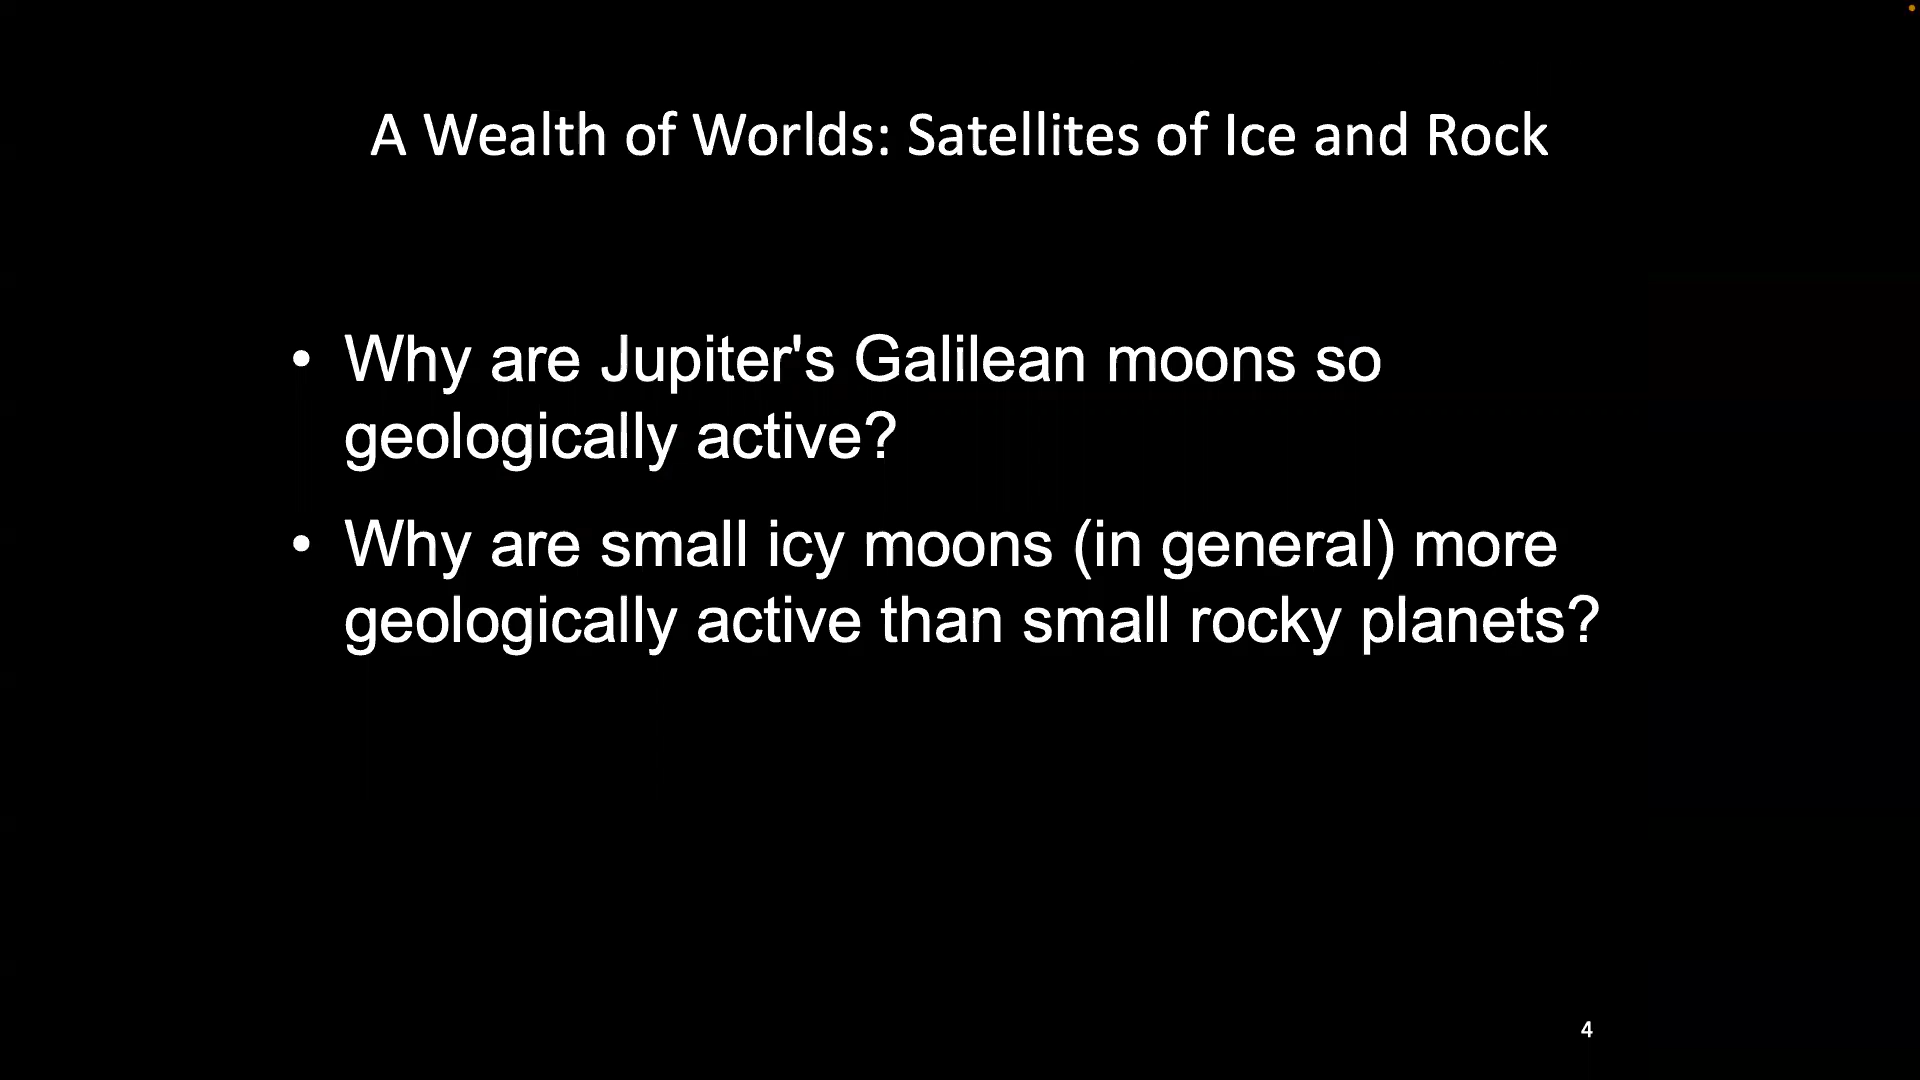 A Wealth of Worlds: Satellites of Ice and Rock
• Why are Jupiter's Galilean moons so
geologically active?
• Why are small icy moons (in general) more
geologically active than small rocky planets?
4